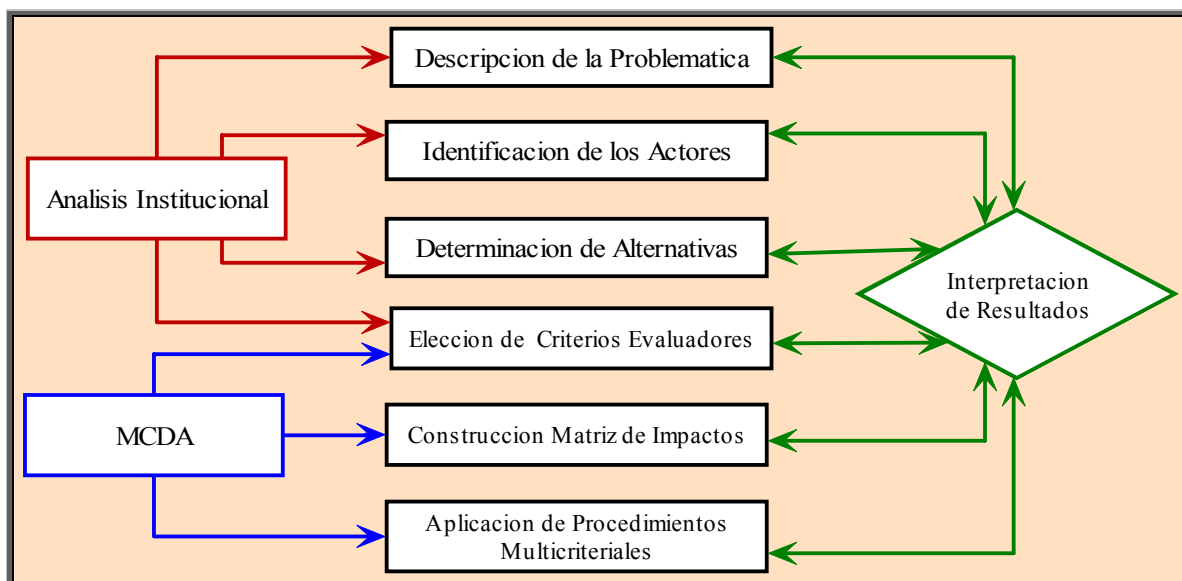 Descripcion de la Problematica
Identificacion de los Actores
Analisis Institucional
Determinacion de Alternativas
Interpretacion
de Resultados
Eleccion de Criterios Evaluadores
MCDA
Construccion Matriz de Impactos
Aplicacion de Procedimientos
Multicriteriales